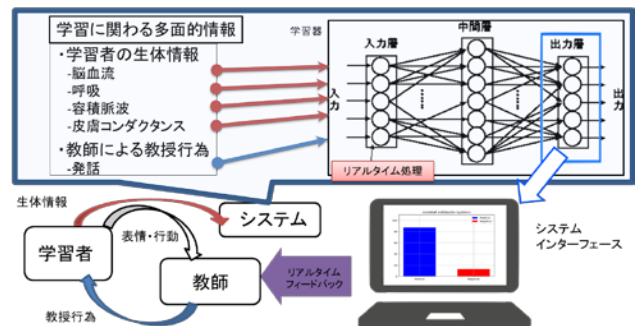 学習に関わる多面的情報
・学習者の生体情報
-脳血流
-呼吸
-容積脈波
-皮膚コンダクタンス
・教師による教授行為
-発話
学習器
入力層
中間層
出力層
入力
出力
リアルタイム処理
生体情報
システム
学習者
表情・行動
教師
教授行為
リアルタイム
フィードバック
システム
インターフェース